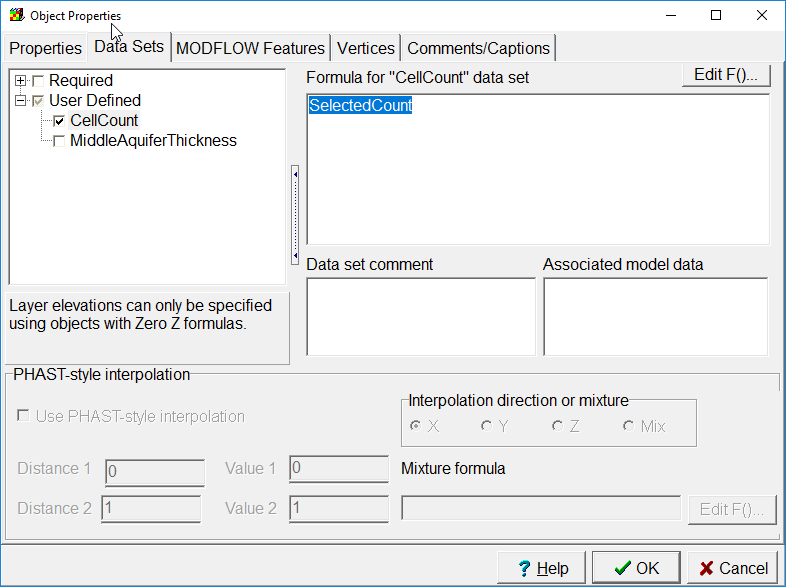 Object Properties
Properties Data Sets MODFLOW Features Vertices Comments/Captions
Required
User Defined
CellCount
MiddleAquiferThickness
Layer elevations can only be specified
using objects with Zero Z formulas.
Formula for "CellCount" data set
Edit F()...
SelectedCount
Data set comment
Associated model data
PHAST-style interpolation
Use PHAST-style interpolation
Interpolation direction or mixture
X Y Z Mix
Distance 1 0 Value 1 0 Mixture formula
Distance 2 1 Value 2 1 Edit F()...
? Help OK Cancel